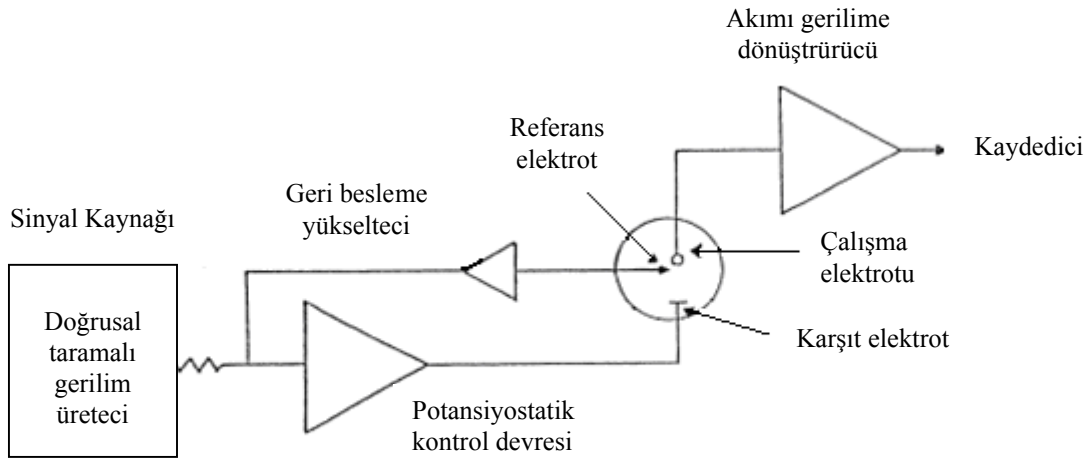 Akımı gerilime
dönüştrürücü
Referans
elektrot
Kaydedici
Geri besleme
yükselteci
Sinyal Kaynağı
Çalışma
elektrotu
Doğrusal
taramalı
gerilim
üreteci
Karşıt elektrot
Potansiyostatik
kontrol devresi